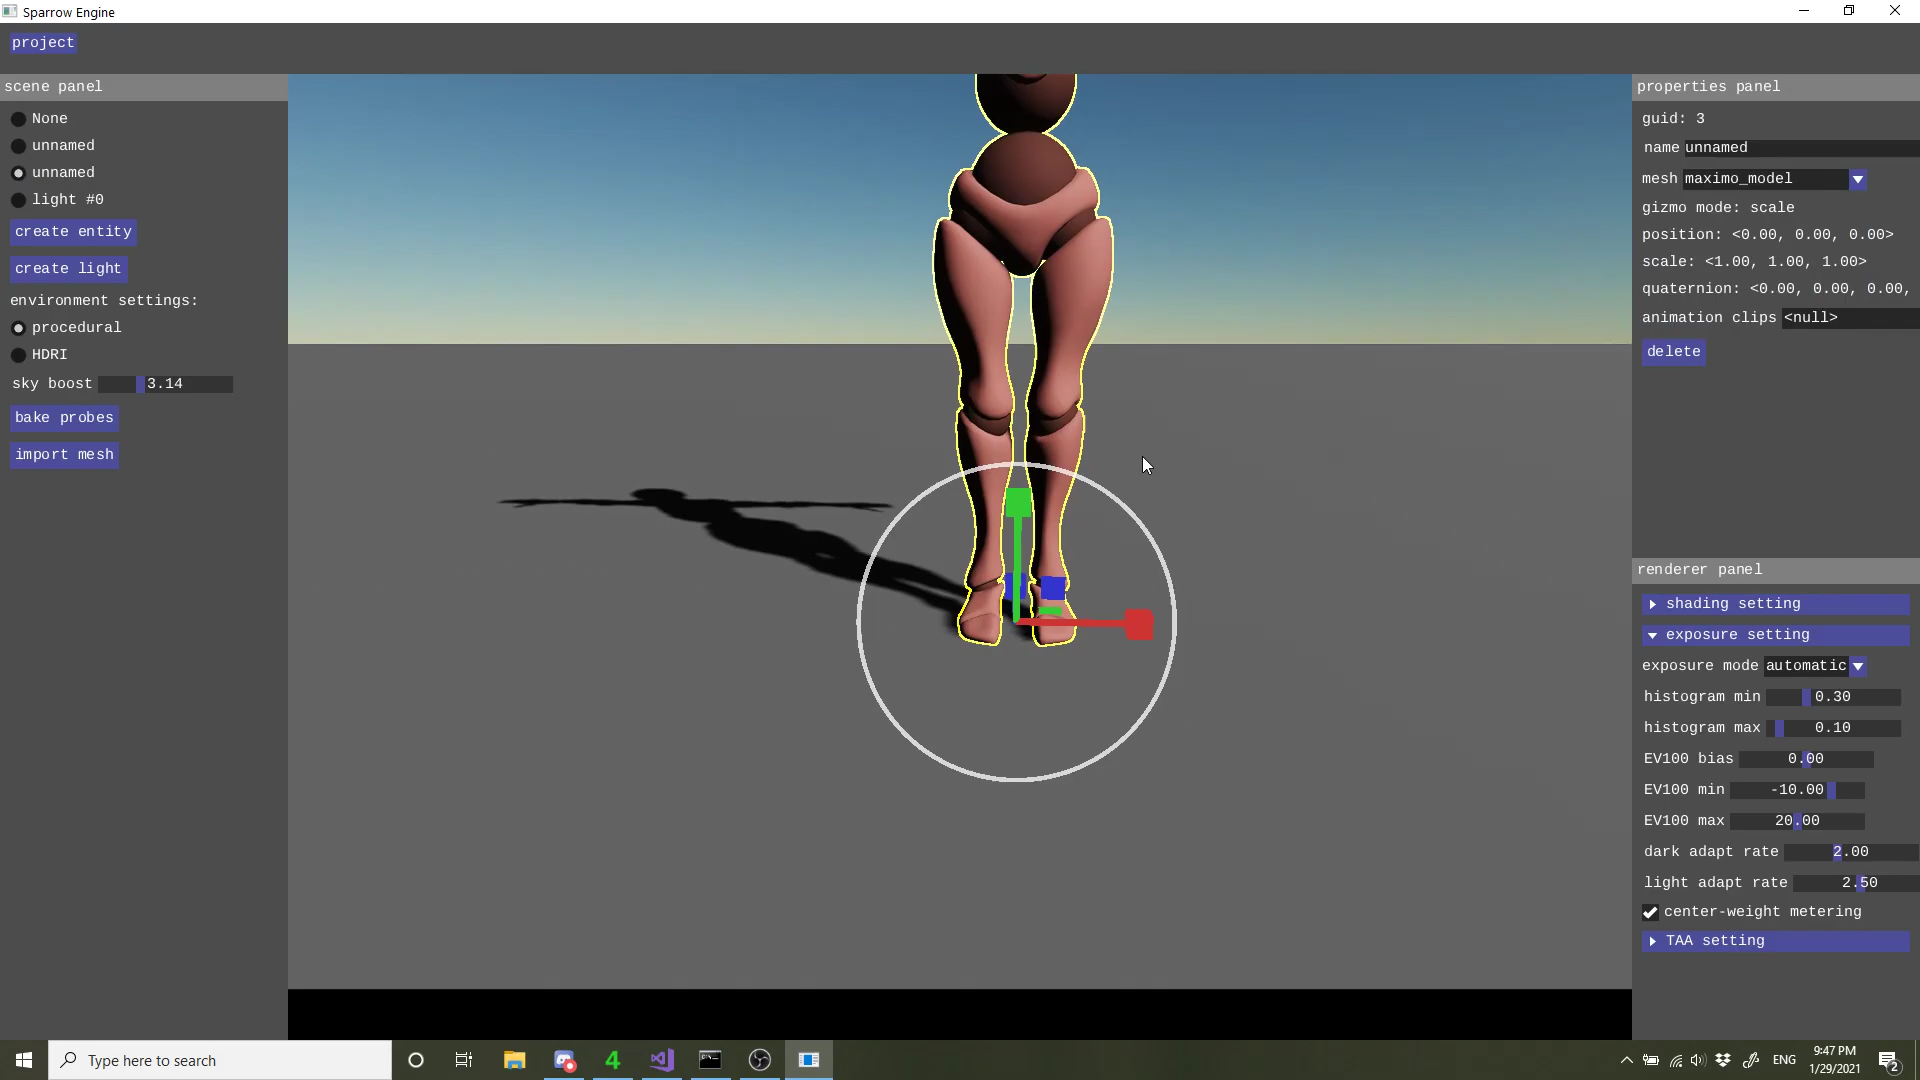 Sparrow Engine
project
scene panel
None
unnamed
unnamed
light #0
create entity
create light
environment settings:
procedural
HDRI
sky boost 3.14
bake probes
import mesh
properties panel
guid: 3
name unnamed
mesh maximo_model
gizmo mode: scale
position: <0.00, 0.00, 0.00>
scale: <1.00, 1.00, 1.00>
quaternion: <0.00, 0.00, 0.00,
animation clips <null>
delete
renderer panel
shading setting
exposure setting
exposure mode automatic
histogram min 0.30
histogram max 0.10
EV100 bias 0.00
EV100 min -10.00
EV100 max 20.00
dark adapt rate 2.00
light adapt rate 2.50
center-weight metering
TAA setting
Type here to search
4
ENG
9:47 PM
1/29/2021
2